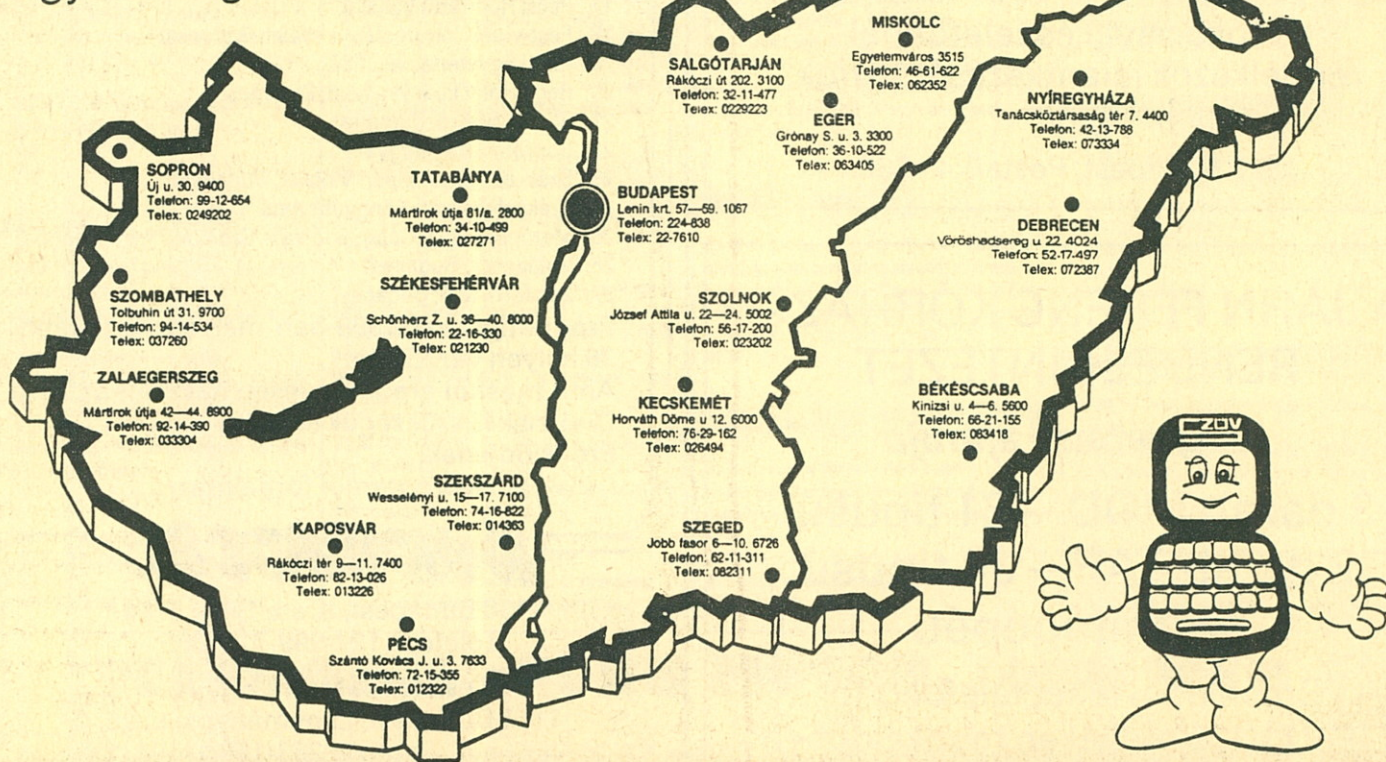 MISKOLC
Egyetemváros 3515
Telefon: 46-61-622
Telex: 062352
SALGÓTARJÁN
Rákóczi út 202. 3100
Telefon: 32-11-477
Telex: 0229223
NYÍREGYHÁZA
Tanácsköztársaság tér 7. 4400
Telefon: 42-13-788
Telex: 073334
EGER
Grónay S. u. 3. 3300
Telefon: 36-10-522
Telex: 063405
SOPRON
Új u. 30. 9400
Telefon: 99-12-654
Telex: 0249202
TATABÁNYA
Mártírok útja 81/a. 2800
Telefon: 34-10-499
Telex: 027271
BUDAPEST
Lenin krt. 57—59. 1067
Telefon: 224-838
Telex: 22-7610
DEBRECEN
Vöröshadsereg u. 22. 4024
Telefon: 52-17-497
Telex: 072387
SZOMBATHELY
Tolbuhin út 31. 9700
Telefon: 94-14-534
Telex: 037260
SZÉKESFEHÉRVÁR
Schönherz Z. u. 36—40. 8000
Telefon: 22-16-330
Telex: 021230
SZOLNOK
József Attila u. 22—24. 5002
Telefon: 56-17-200
Telex: 023202
ZALAEGERSZEG
Mártírok útja 42—44. 8900
Telefon: 92-14-390
Telex: 033304
KECSKEMÉT
Horváth Döme u. 12. 6000
Telefon: 76-29-162
Telex: 026494
BÉKÉSCSABA
Kinizsi u. 4—6. 5600
Telefon: 66-21-155
Telex: 083418
SZEKSZÁRD
Wesselényi u. 15—17. 7100
Telefon: 74-16-822
Telex: 014363
KAPOSVÁR
Rákóczi tér 9—11. 7400
Telefon: 82-13-026
Telex: 013226
SZEGED
Jobb fasor 6—10. 6726
Telefon: 62-11-311
Telex: 082311
PÉCS
Szántó Kovács J. u. 3. 7633
Telefon: 72-15-355
Telex: 012322